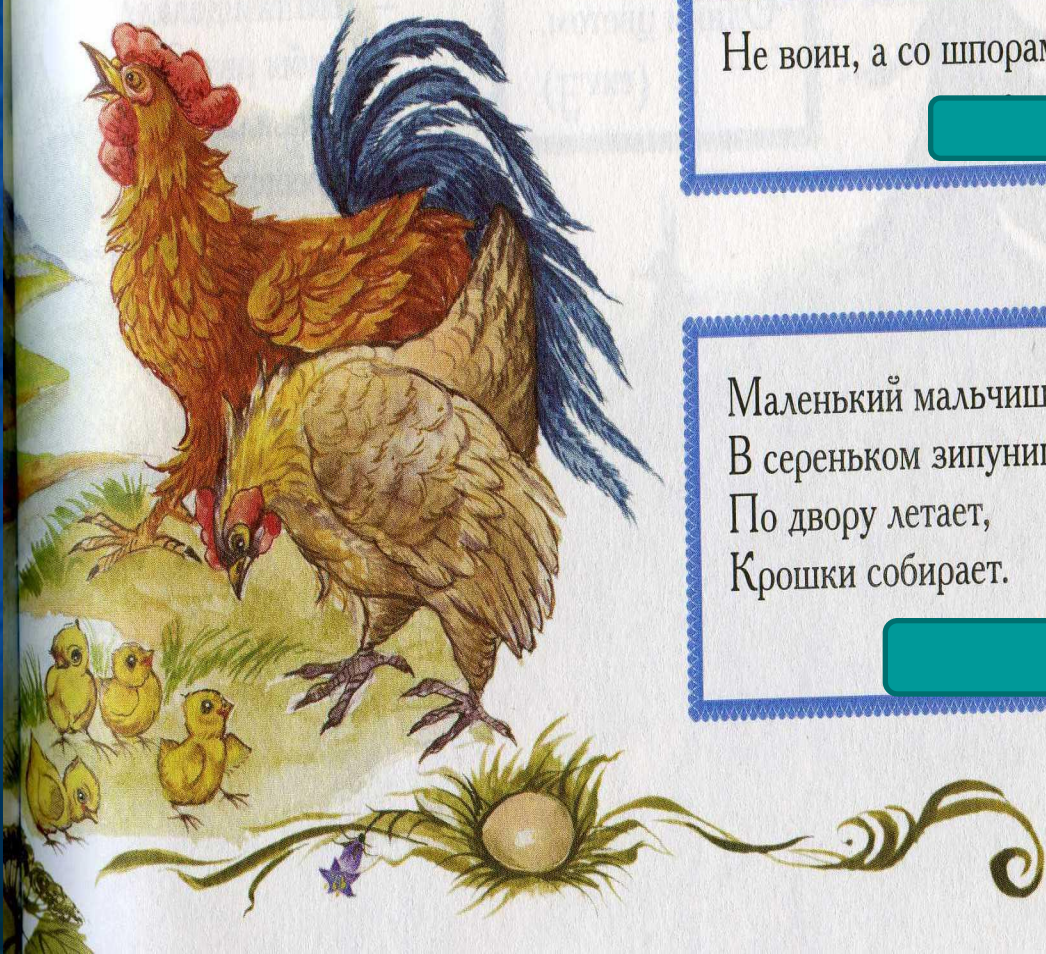 Не воин, а со шпорам
Маленький мальчиш
В сереньком зипуни
По двору летает,
Крошки собирает.